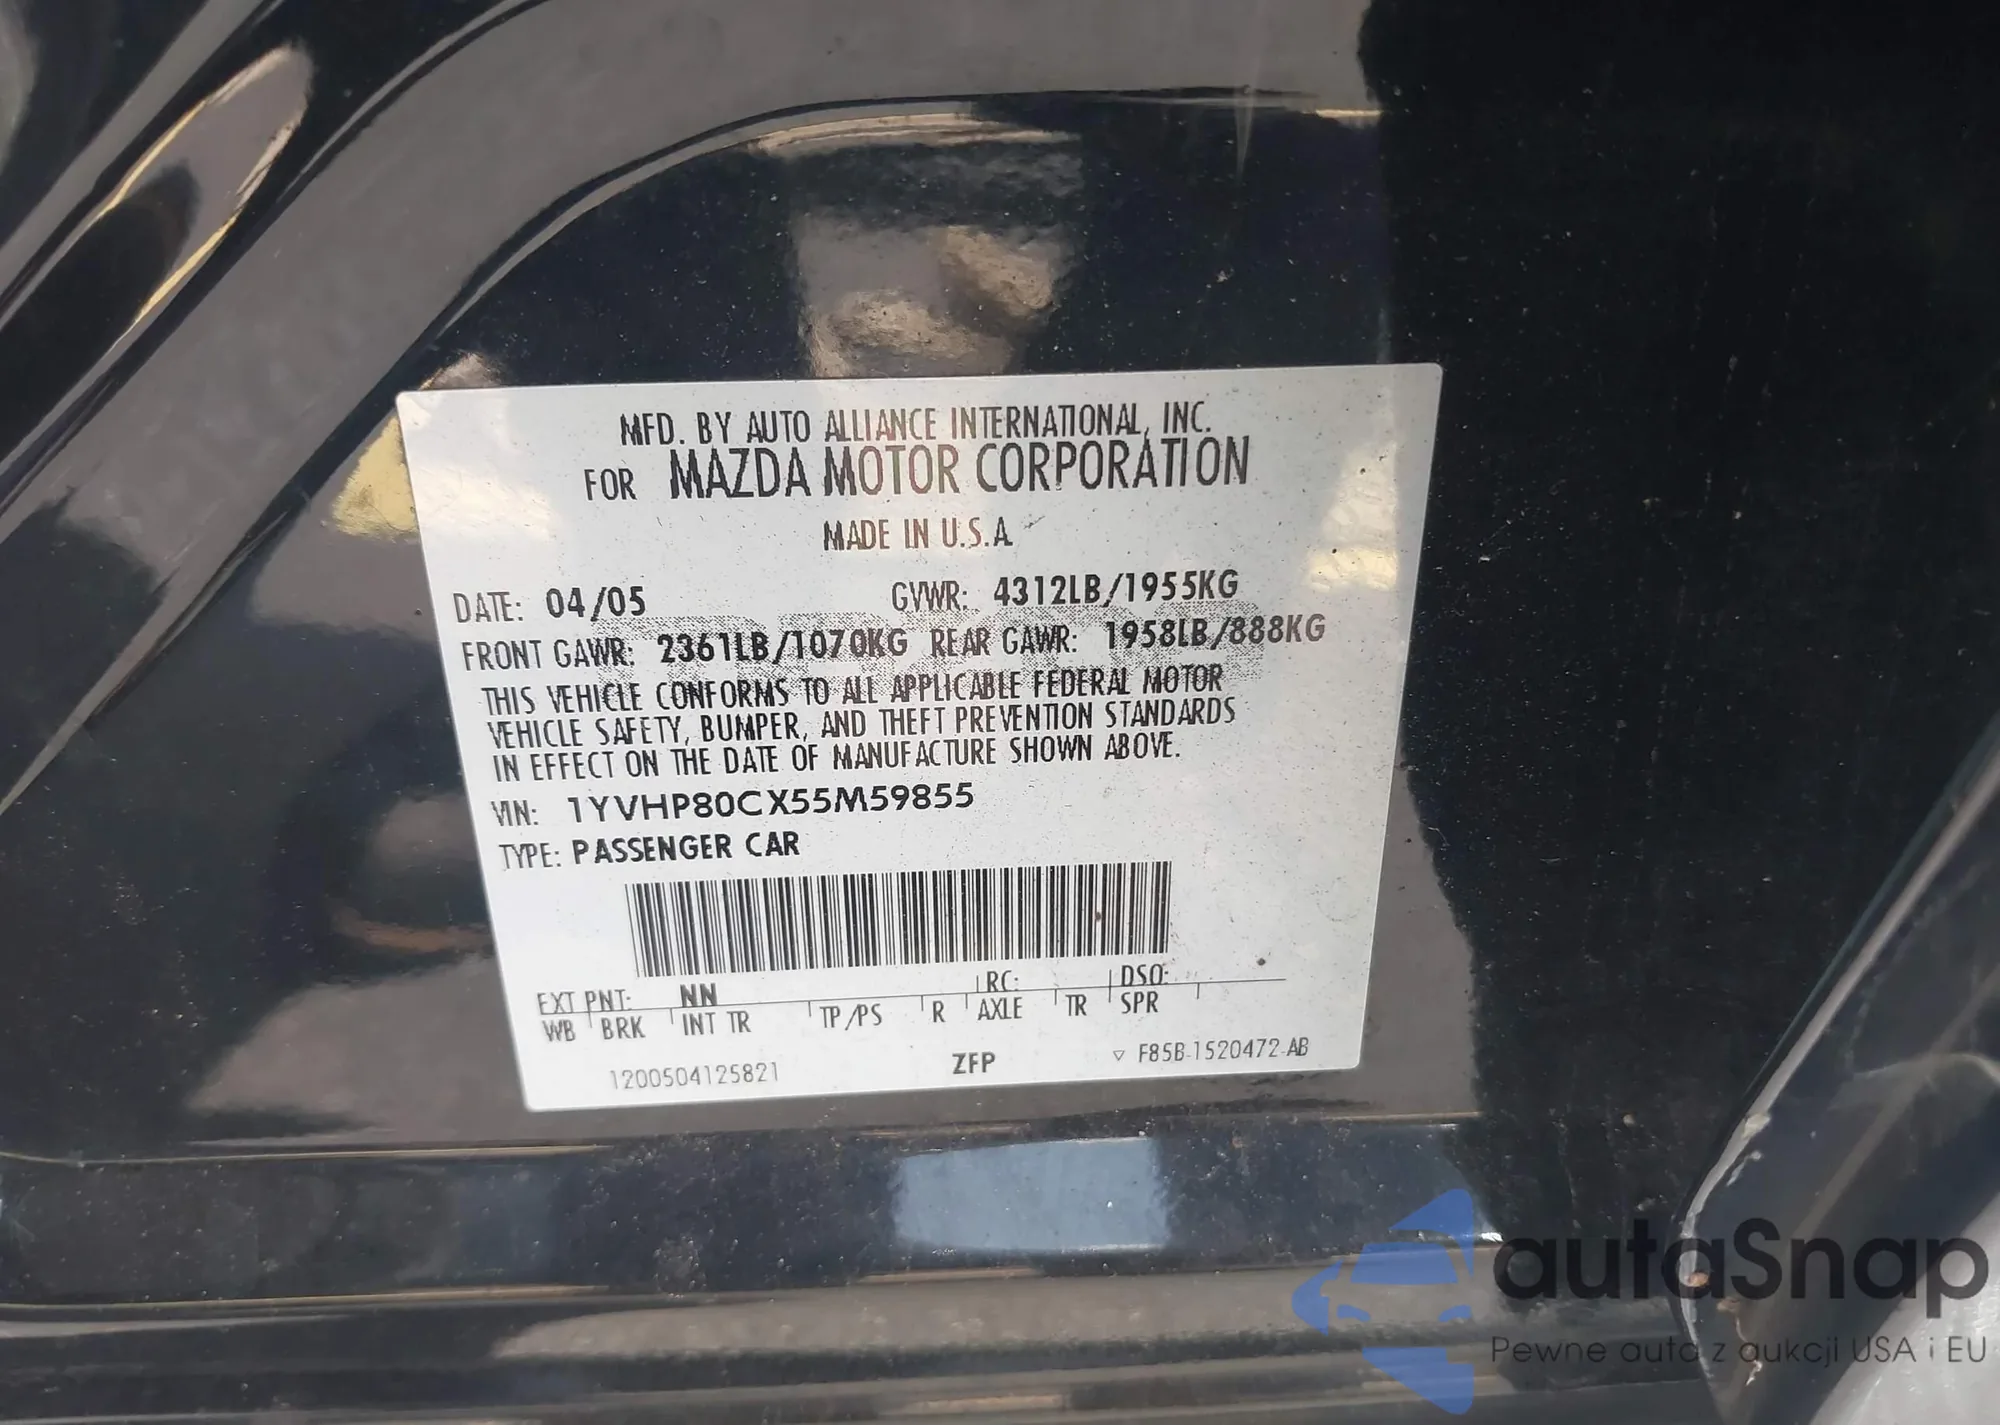 MFD. BY AUTO ALLIANCE INTERNATIONAL, INC.
FOR MAZDA MOTOR CORPORATION
MADE IN U.S.A
DATE: 04/05 GVWR: 4312LB/1955KG
FRONT GAWR: 2361LB/1070KG REAR GAWR: 1958LB/888KG
THIS VEHICLE CONFORMS TO ALL APPLICABLE FEDERAL MOTOR
VEHICLE SAFETY, BUMPER, AND THEFT PREVENTION STANDARDS
IN EFFECT ON THE DATE OF MANUFACTURE SHOWN ABOVE.
VIN: 1YVHP80CX55M59855
TYPE: PASSENGER CAR
EXT PNT: NN RC: DSO:
WB BRK INT TR TP/PS R AXLE TR SPR
1200504125821 ZFP ▽ F85B-1520472-AB
autaSnap
Pewne auta z aukcji USA i EU